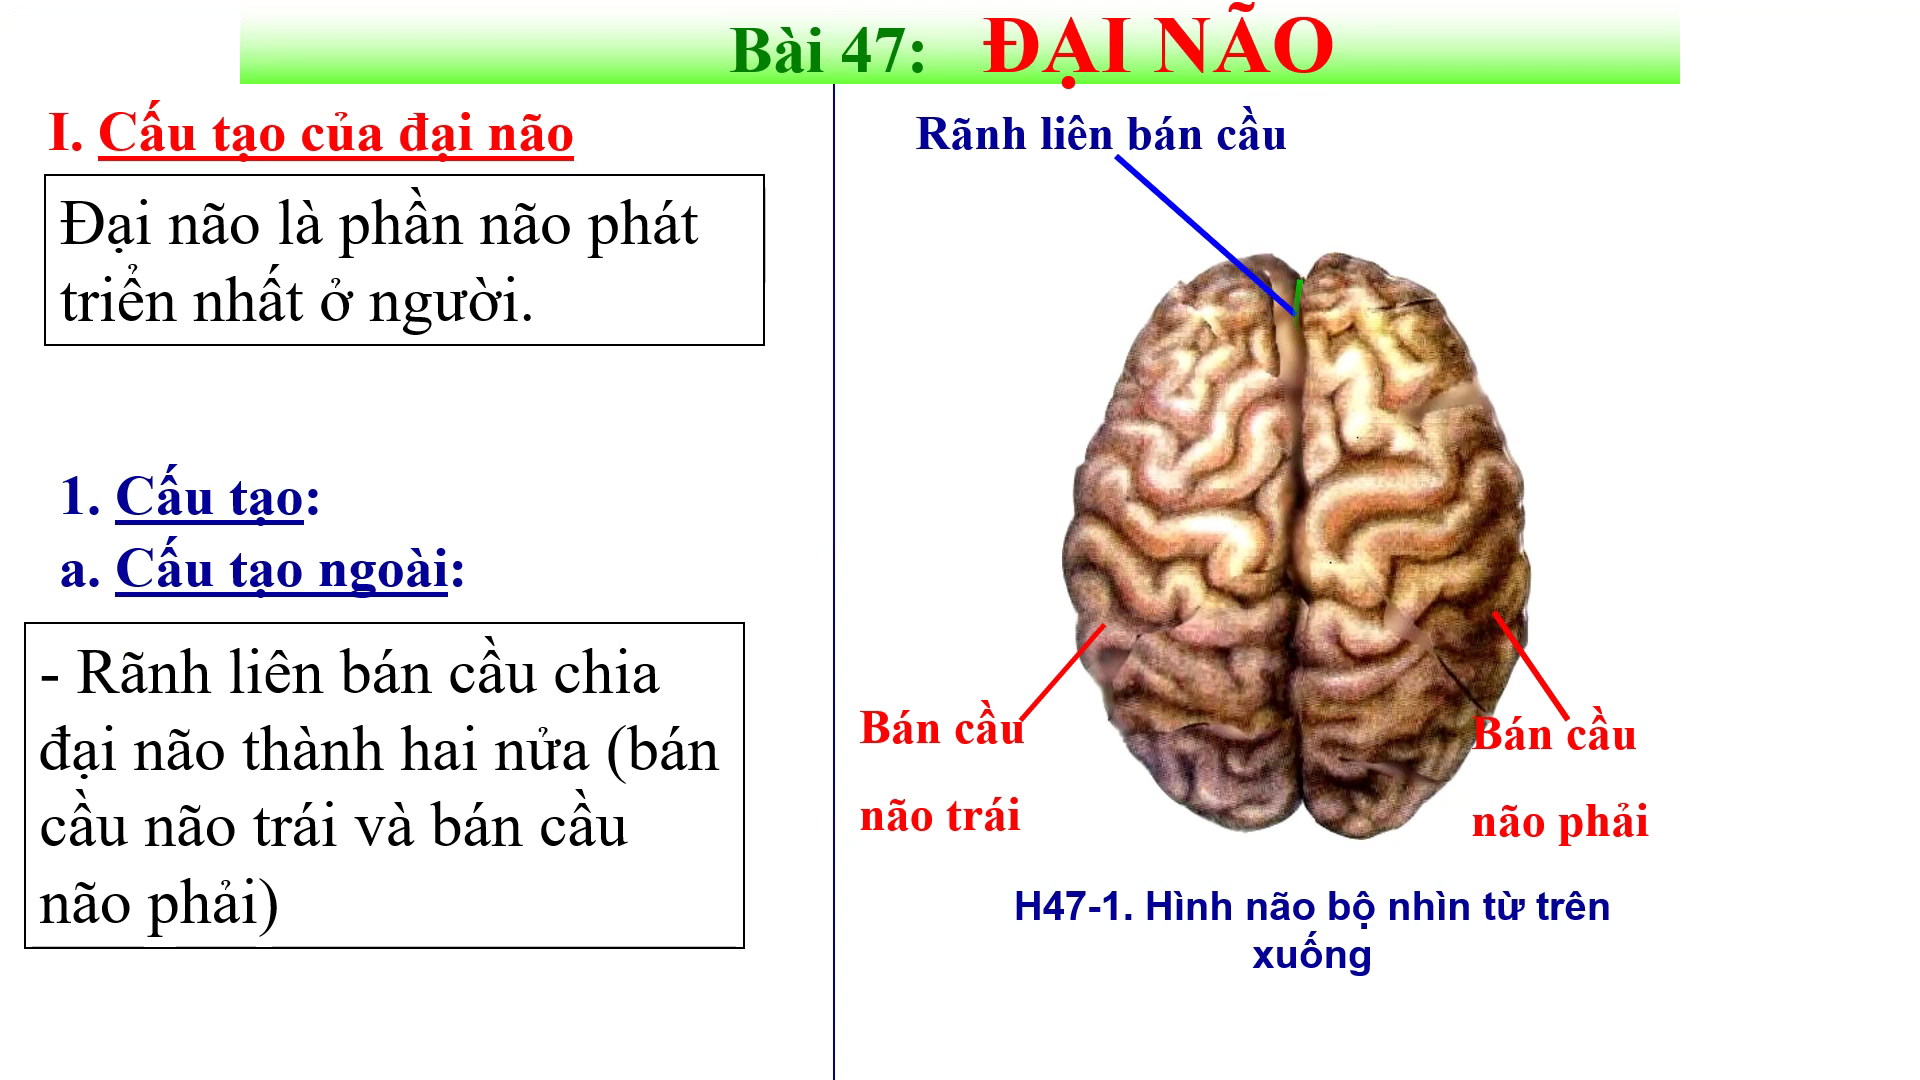 Bài 47: ĐẠI NÃO
I. Cấu tạo của đại não
Đại não là phần não phát
triển nhất ở người.
1. Cấu tạo:
a. Cấu tạo ngoài:
- Rãnh liên bán cầu chia
đại não thành hai nửa (bán
cầu não trái và bán cầu
não phải)
Rãnh liên bán cầu
Bán cầu
não trái
Bán cầu
não phải
H47-1. Hình não bộ nhìn từ trên
xuống